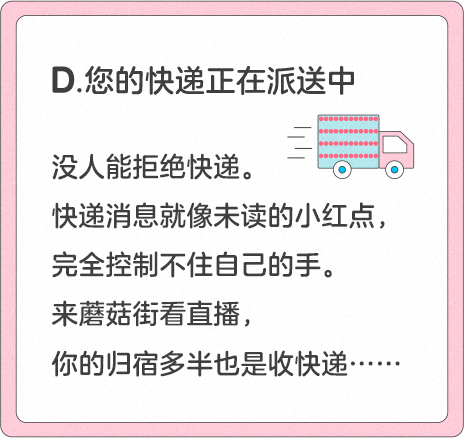 D.您的快递正在派送中
没人能拒绝快递。
快递消息就像未读的小红点，
完全控制不住自己的手。
来蘑菇街看直播，
你的归宿多半也是收快递……